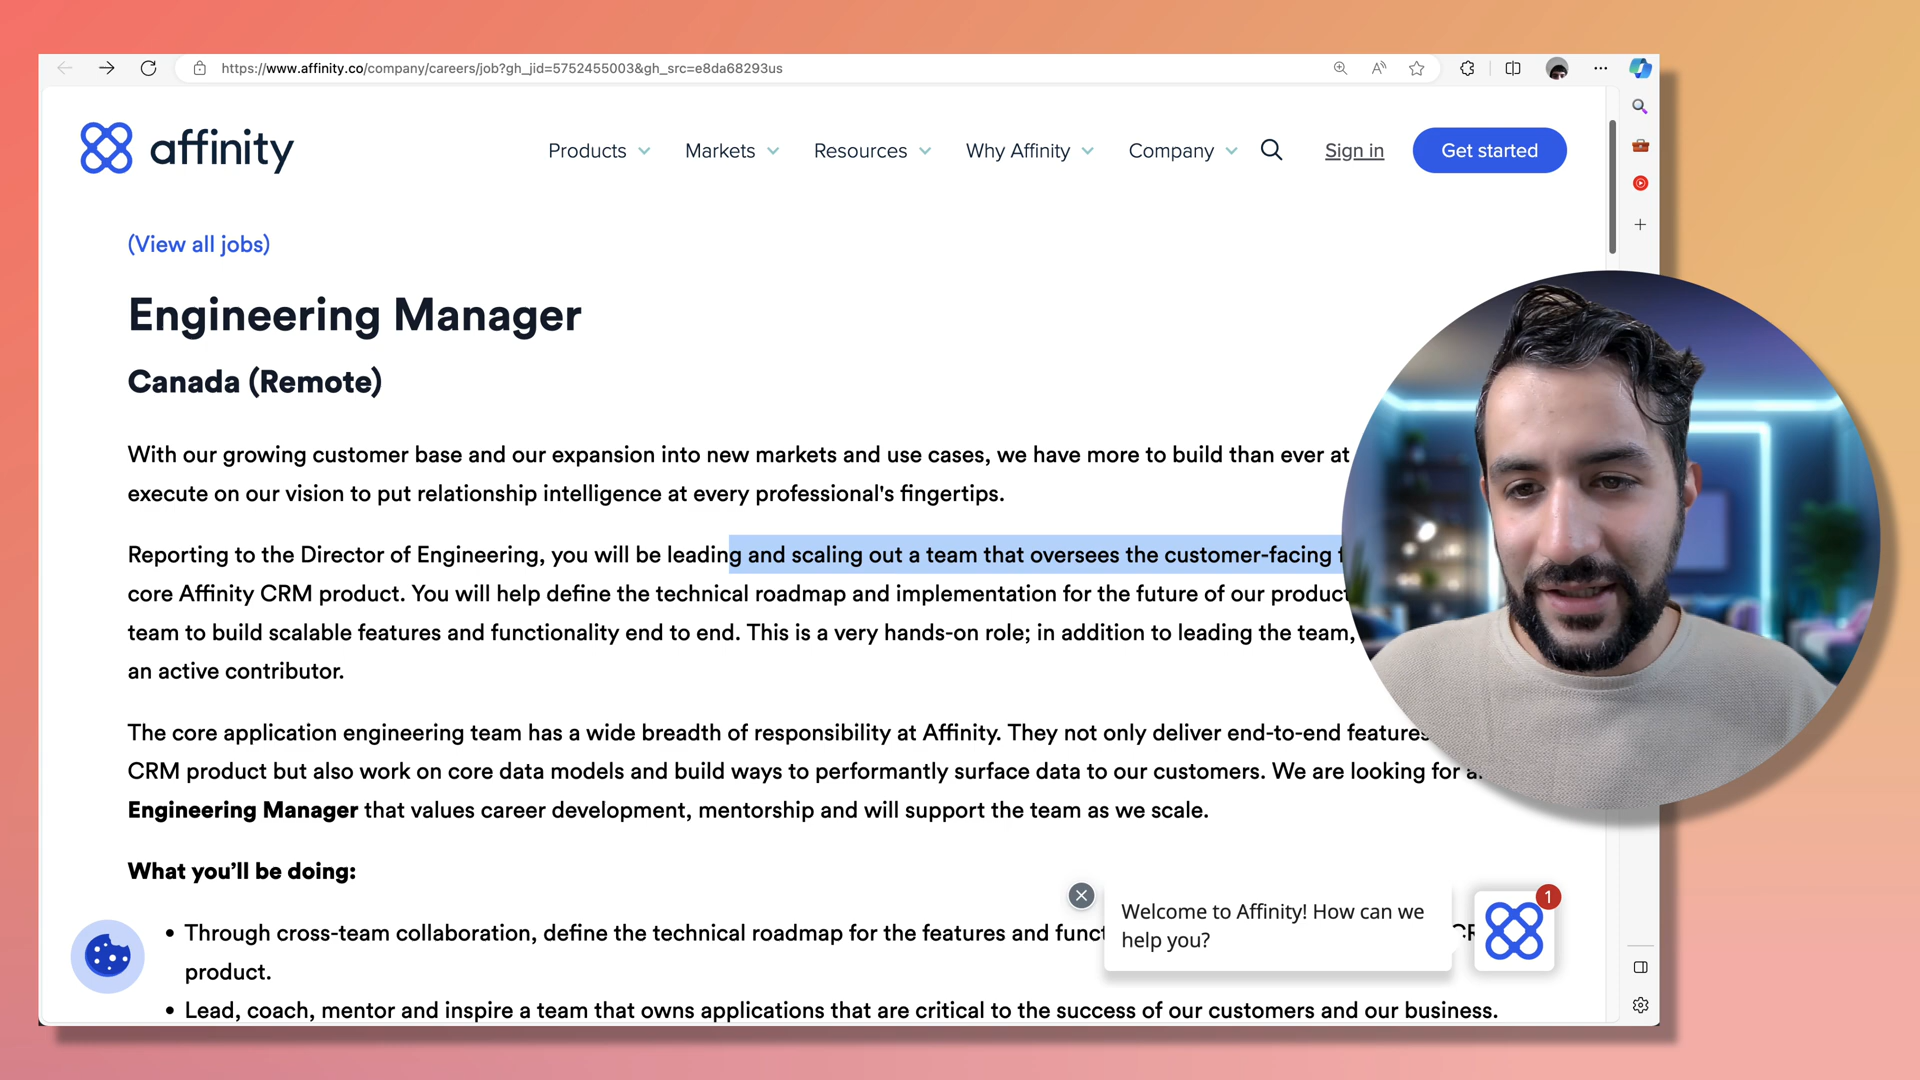 https://www.affinity.co/company/careers/job?gh_jid=5752455003&gh_src=e8da68293us
affinity
Products
Markets
Resources
Why Affinity
Company
Sign in
Get started
(View all jobs)
Engineering Manager
Canada (Remote)
With our growing customer base and our expansion into new markets and use cases, we have more to build than ever at
execute on our vision to put relationship intelligence at every professional's fingertips.
Reporting to the Director of Engineering, you will be leading and scaling out a team that oversees the customer-facing
core Affinity CRM product. You will help define the technical roadmap and implementation for the future of our product
team to build scalable features and functionality end to end. This is a very hands-on role; in addition to leading the team,
an active contributor.
The core application engineering team has a wide breadth of responsibility at Affinity. They not only deliver end-to-end features
CRM product but also work on core data models and build ways to performantly surface data to our customers. We are looking for
Engineering Manager that values career development, mentorship and will support the team as we scale.
What you’ll be doing:
• Through cross-team collaboration, define the technical roadmap for the features and
product.
• Lead, coach, mentor and inspire a team that owns applications that are critical to the success of our customers and our business.
Welcome to Affinity! How can we
help you?
1